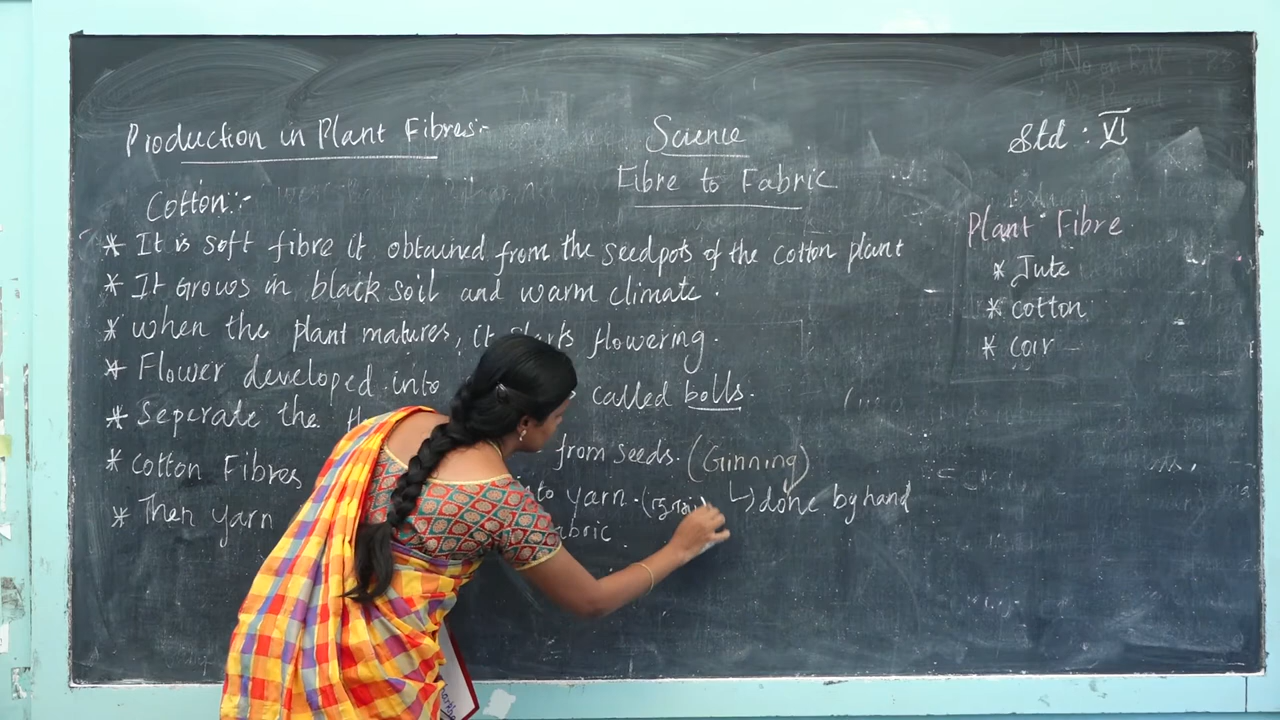 Production in Plant Fibres:-
Science
Std : VI
Fibre to Fabric
Cotton:-
* It is soft fibre it obtained from the seedpots of the cotton plant
* It Grows in black soil and warm climate.
* when the plant matures, it starts flowering.
* Flower developed into called bolls.
* Seperate the from seeds. (Ginning)
↳ done by hand
* Cotton Fibres into yarn.
* Then yarn fabric
Plant Fibre
* Jute
* cotton
* coir